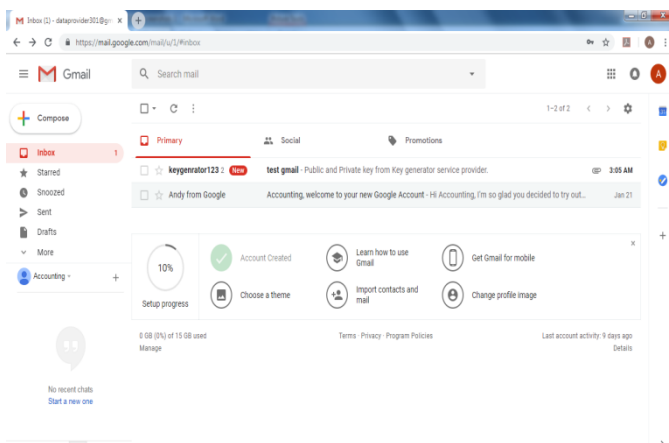 Inbox (1) - dataprovider301@gm
https://mail.google.com/mail/u/1/#inbox
Gmail
Search mail
Compose
1–2 of 2
Primary
Social
Promotions
Inbox 1
Starred
Snoozed
Sent
Drafts
More
Accounting
keygenrator123 2 New test gmail - Public and Private key from Key generator service provider. 3:05 AM
Andy from Google Accounting, welcome to your new Google Account - Hi Accounting, I'm so glad you decided to try out... Jan 21
10%
Setup progress
Account Created
Learn how to use
Gmail
Get Gmail for mobile
Choose a theme
Import contacts and
mail
Change profile image
0 GB (0%) of 15 GB used
Manage
Terms · Privacy · Program Policies
Last account activity: 9 days ago
Details
No recent chats
Start a new one
A
A